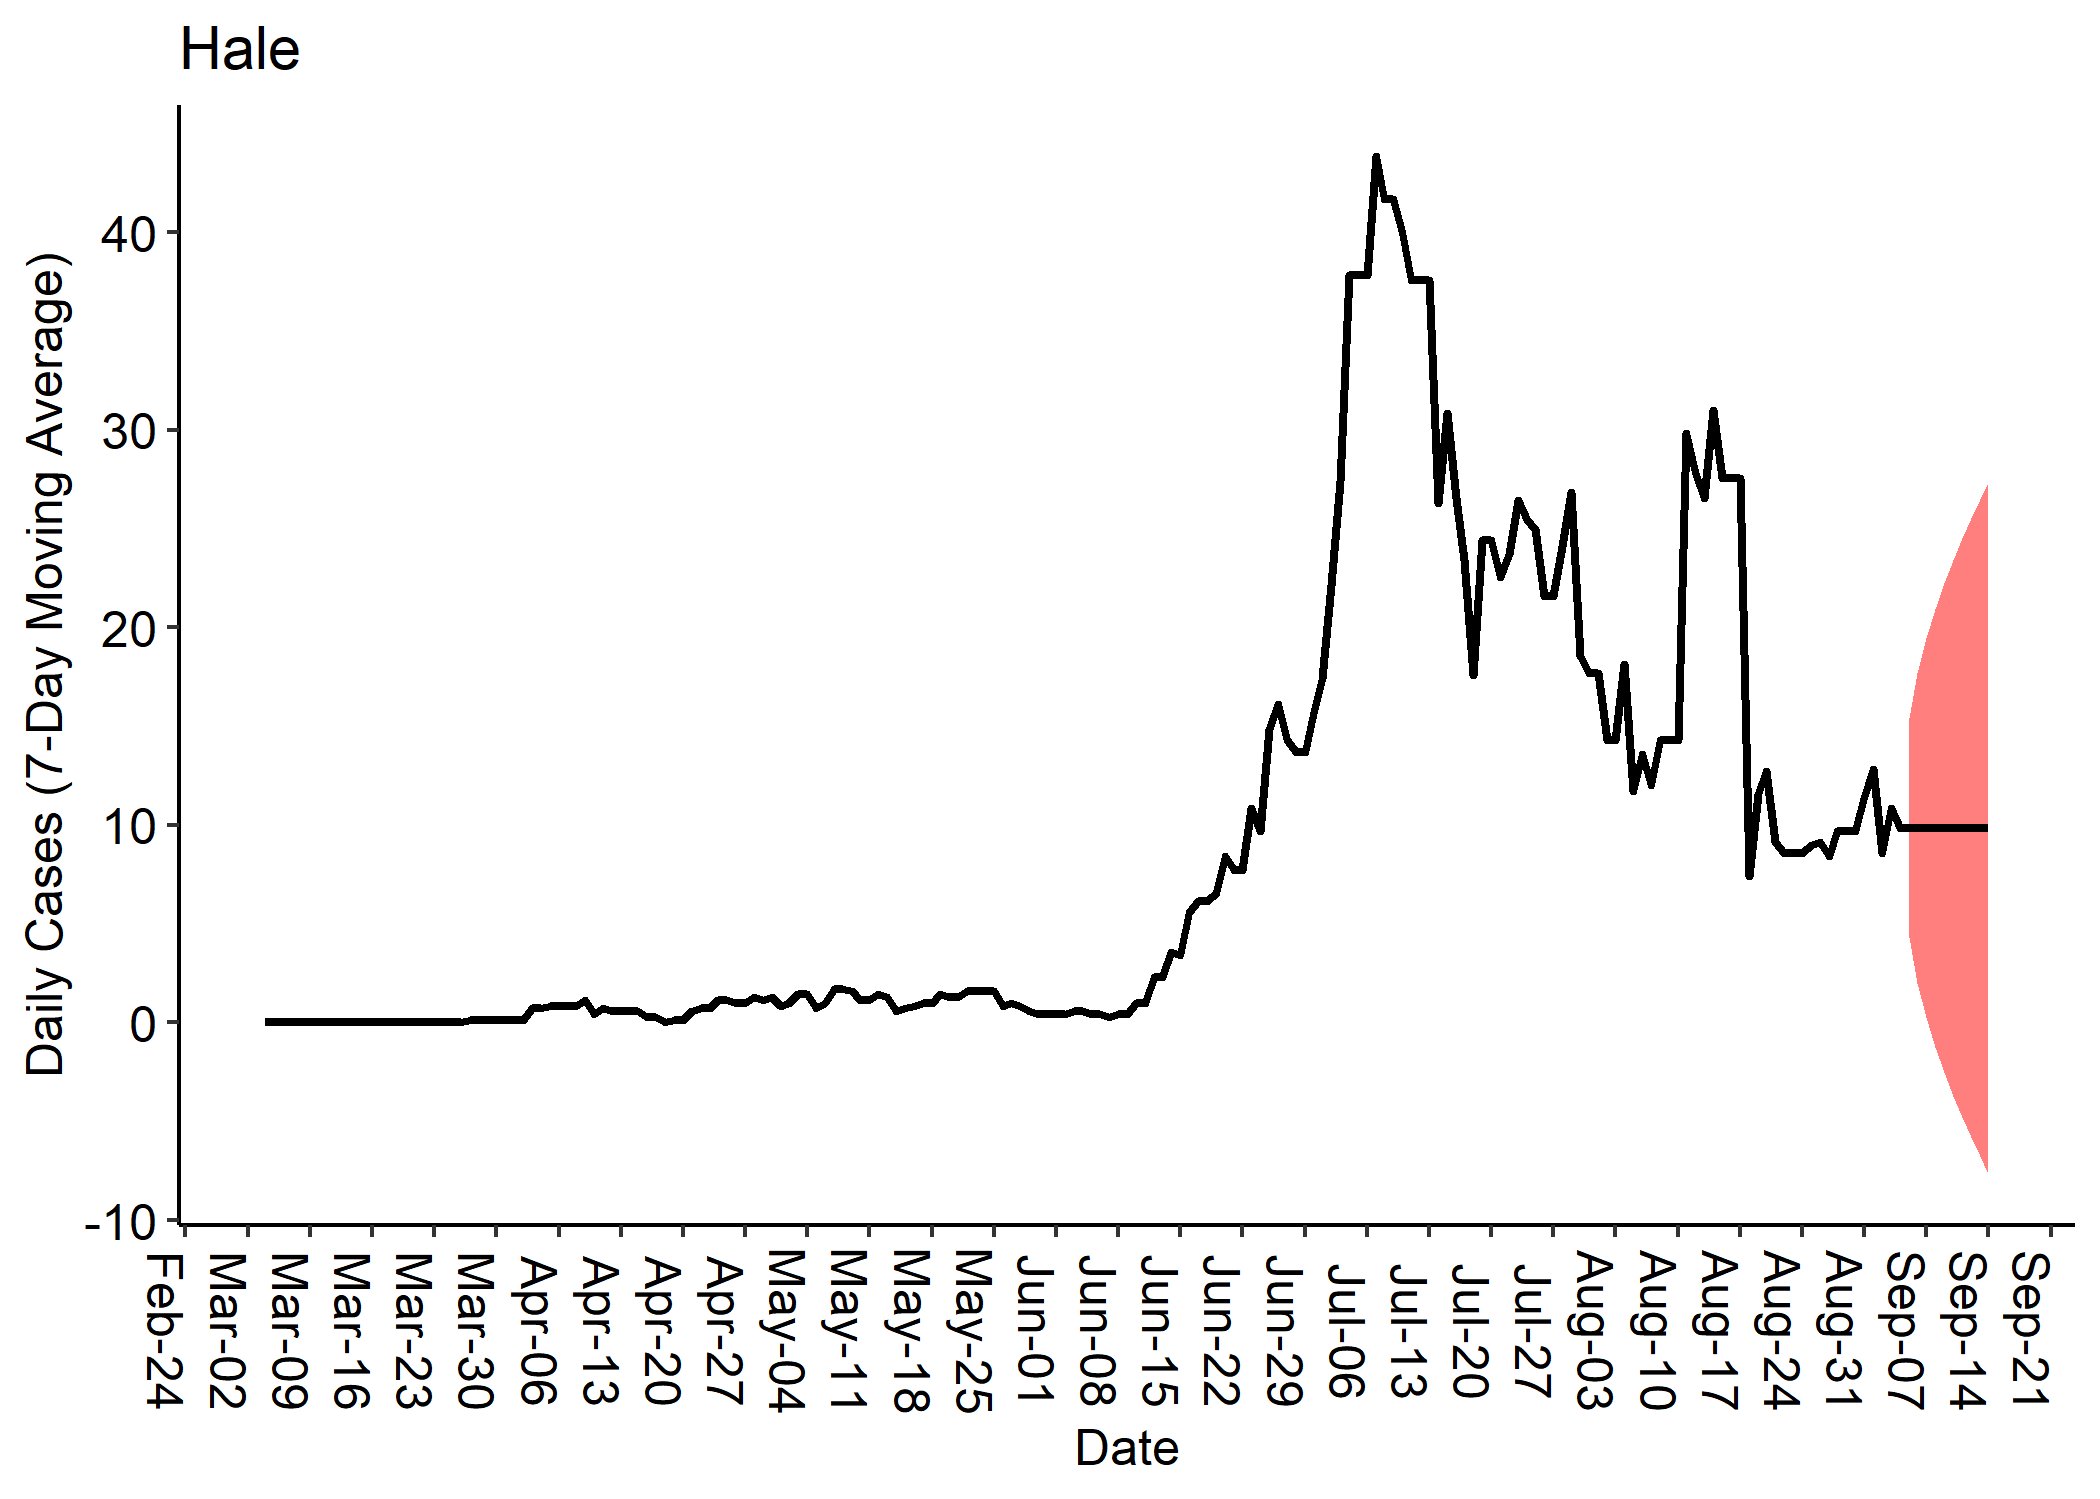 Hale
Daily Cases (7-Day Moving Average)
40
30
20
10
0
-10
Feb-24
Mar-02
Mar-09
Mar-16
Mar-23
Mar-30
Apr-06
Apr-13
Apr-20
Apr-27
May-04
May-11
May-18
May-25
Jun-01
Jun-08
Jun-15
Jun-22
Jun-29
Jul-06
Jul-13
Jul-20
Jul-27
Aug-03
Aug-10
Aug-17
Aug-24
Aug-31
Sep-07
Sep-14
Sep-21
Date